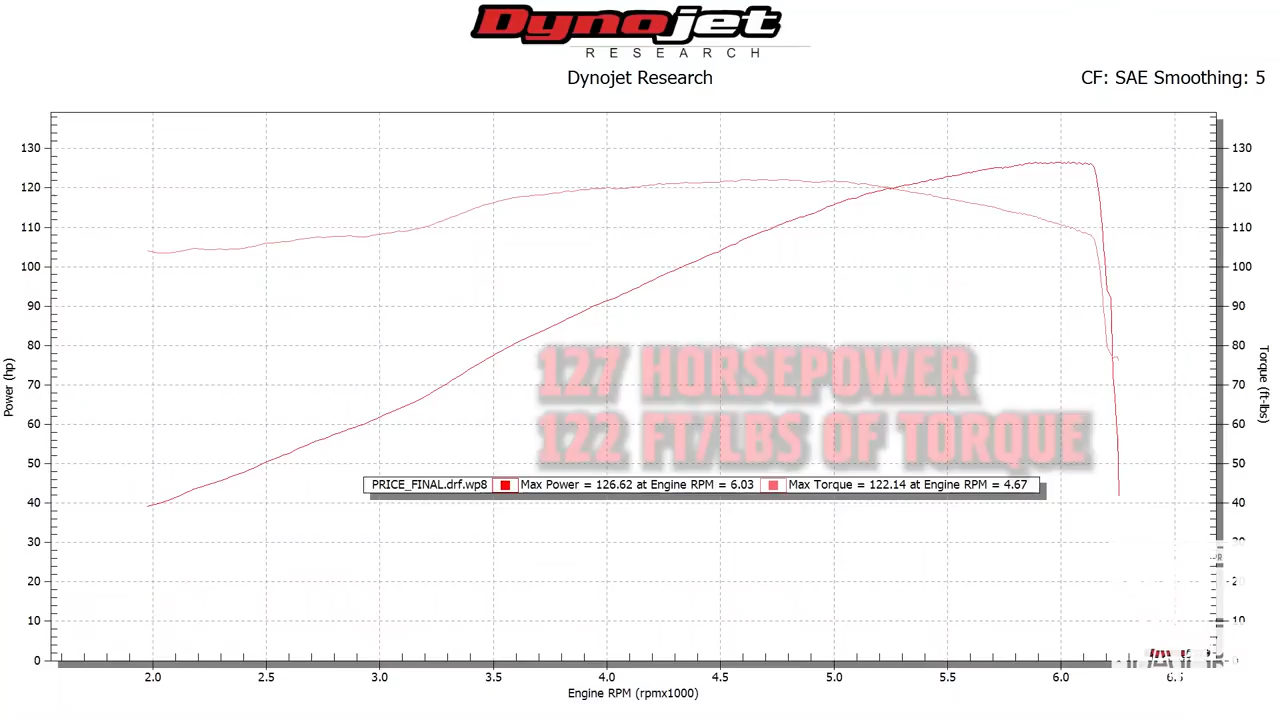 Dynojet
RESEARCH
Dynojet Research
CF: SAE Smoothing: 5
130 130
120 120
110 110
100 100
90 90
80 80
70 70
60 60
50 50
40 40
30 30
20 20
10 10
0
Power (hp)
Torque (ft-lbs)
127 HORSEPOWER
122 FT/LBS OF TORQUE
PRICE_FINAL.drf.wp8 Max Power = 126.62 at Engine RPM = 6.03 Max Torque = 122.14 at Engine RPM = 4.67
2.0 2.5 3.0 3.5 4.0 4.5 5.0 5.5 6.0
Engine RPM (rpmx1000)